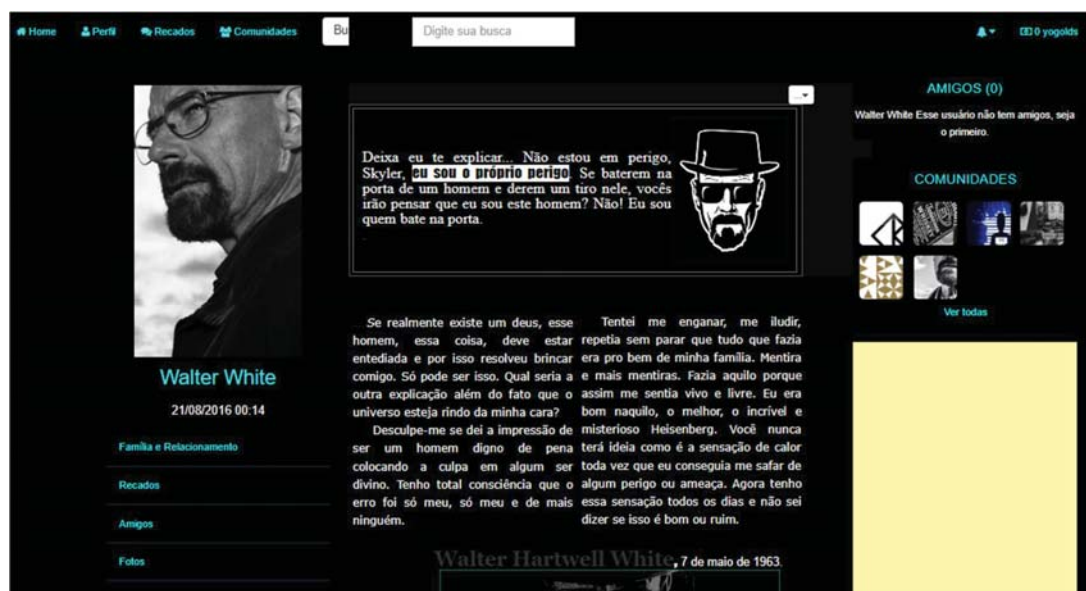 Home Perfil Recados Comunidades Bu Digite sua busca 0 yogolds
Deixa eu te explicar... Não estou em perigo,
Skyler, eu sou o próprio perigo. Se baterem na
porta de um homem e derem um tiro nele, vocês
irão pensar que eu sou este homem? Não! Eu sou
quem bate na porta.
Walter White
21/08/2016 00:14
Família e Relacionamento
Recados
Amigos
Fotos
Se realmente existe um deus, esse
homem, essa coisa, deve estar
entediada e por isso resolveu brincar
comigo. Só pode ser isso. Qual seria a
outra explicação além do fato que o
universo esteja rindo da minha cara?
Desculpe-me se dei a impressão de
ser um homem digno de pena
colocando a culpa em algum ser
divino. Tenho total consciência que o
erro foi só meu, só meu e de mais
ninguém.
Tentei me enganar, me iludir,
repetia sem parar que tudo que fazia
era pro bem de minha família. Mentira
e mais mentiras. Fazia aquilo porque
assim me sentia vivo e livre. Eu era
bom naquilo, o melhor, o incrível e
misterioso Heisenberg. Você nunca
terá ideia como é a sensação de calor
toda vez que eu conseguia me safar de
algum perigo ou ameaça. Agora tenho
essa sensação todos os dias e não sei
dizer se isso é bom ou ruim.
Walter Hartwell White, 7 de maio de 1963.
AMIGOS (0)
Walter White Esse usuário não tem amigos, seja
o primeiro.
COMUNIDADES
Ver todas